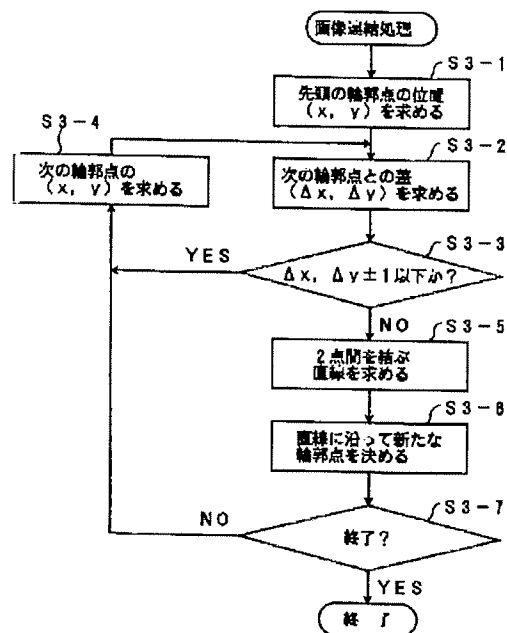 画像連結処理
S3-1
先頭の輪郭点の位置
(x, y)を求める
S3-4
S3-2
次の輪郭点の
(x, y)を求める
次の輪郭点との差
(Δx, Δy)を求める
S3-3
YES
Δx, Δy±1以下か?
NO
S3-5
2点間を結ぶ
直線を求める
S3-6
直線に沿って新たな
輪郭点を決める
S3-7
NO
終了?
YES
終了